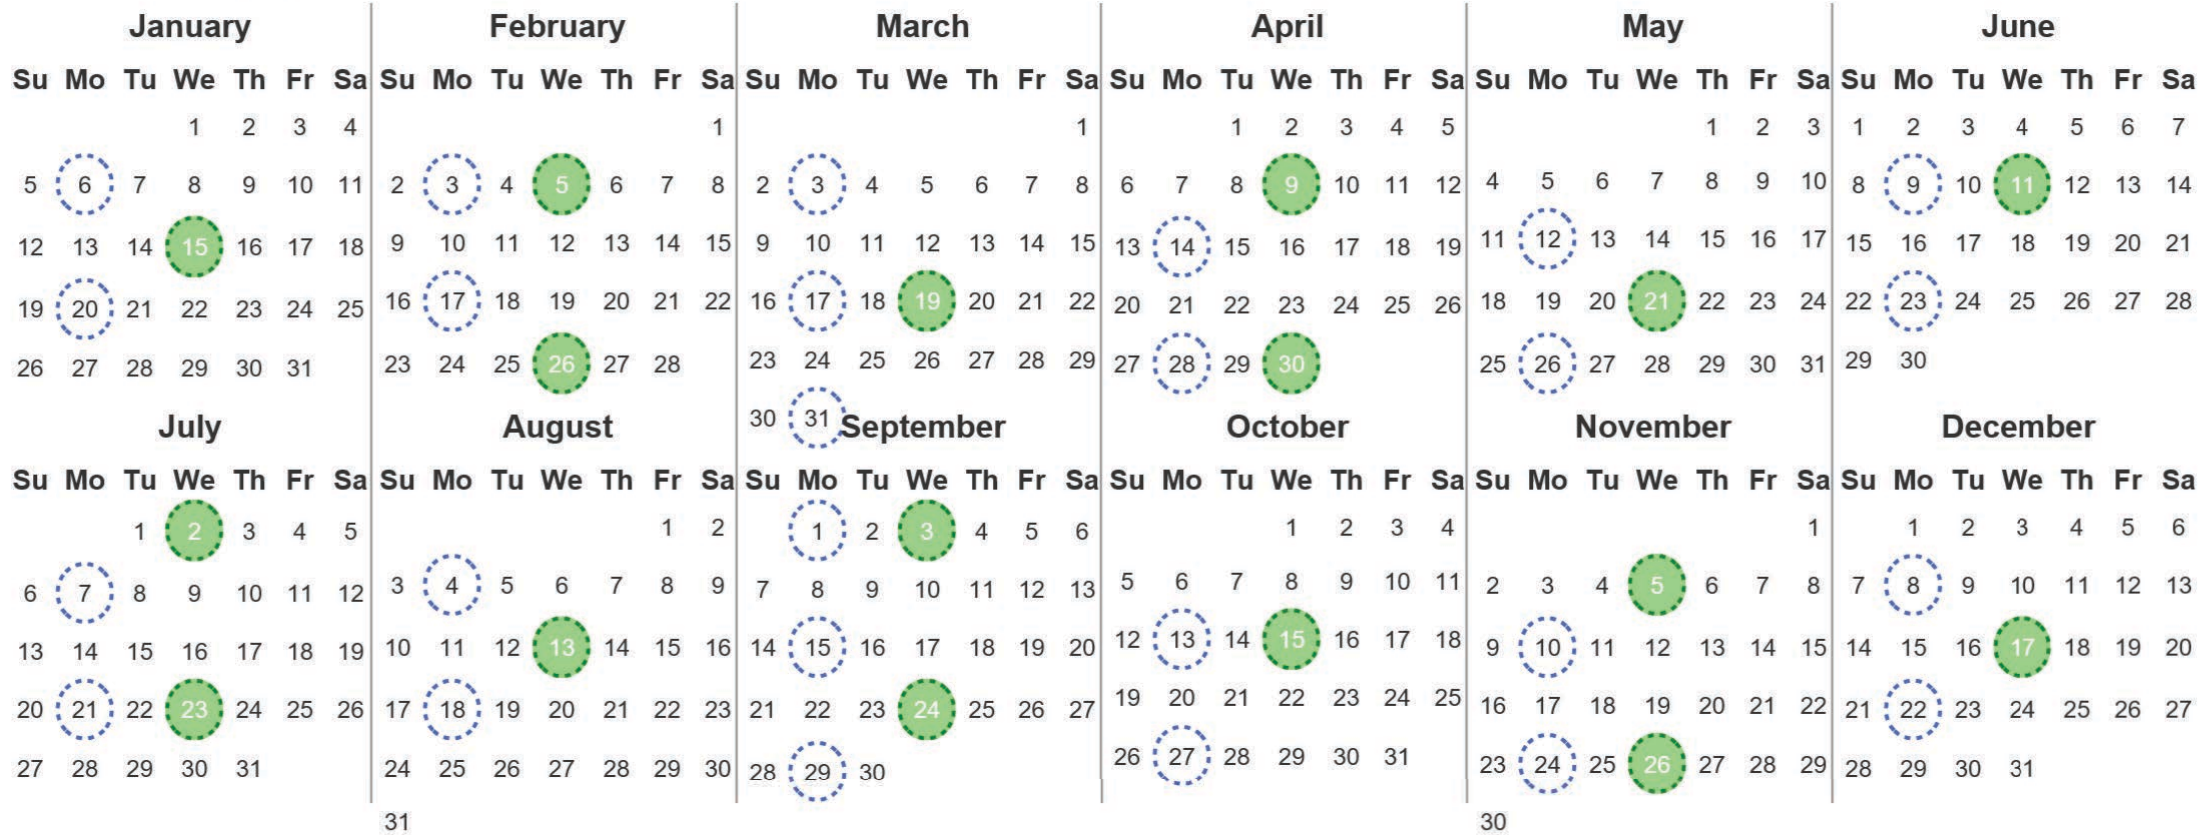 January February March April May June
Su Mo Tu We Th Fr Sa Su Mo Tu We Th Fr Sa Su Mo Tu We Th Fr Sa Su Mo Tu We Th Fr Sa Su Mo Tu We Th Fr Sa Su Mo Tu We Th Fr Sa
1 2 3 4 1 1 1 2 3 4 5 1 2 3 1 2 3 4 5 6 7
5 6 7 8 9 10 11 2 3 4 5 6 7 8 2 3 4 5 6 7 8 6 7 8 9 10 11 12 4 5 6 7 8 9 10 8 9 10 11 12 13 14
12 13 14 15 16 17 18 9 10 11 12 13 14 15 9 10 11 12 13 14 15 13 14 15 16 17 18 19 11 12 13 14 15 16 17 15 16 17 18 19 20 21
19 20 21 22 23 24 25 16 17 18 19 20 21 22 16 17 18 19 20 21 22 20 21 22 23 24 25 26 18 19 20 21 22 23 24 22 23 24 25 26 27 28
26 27 28 29 30 31 23 24 25 26 27 28 23 24 25 26 27 28 29 27 28 29 30 25 26 27 28 29 30 31 29 30
30 31
July August September October November December
Su Mo Tu We Th Fr Sa Su Mo Tu We Th Fr Sa Su Mo Tu We Th Fr Sa Su Mo Tu We Th Fr Sa Su Mo Tu We Th Fr Sa Su Mo Tu We Th Fr Sa
1 2 3 4 5 1 2 1 2 3 4 5 6 1 2 3 4 1 1 2 3 4 5 6
6 7 8 9 10 11 12 3 4 5 6 7 8 9 7 8 9 10 11 12 13 5 6 7 8 9 10 11 2 3 4 5 6 7 8 7 8 9 10 11 12 13
13 14 15 16 17 18 19 10 11 12 13 14 15 16 14 15 16 17 18 19 20 12 13 14 15 16 17 18 9 10 11 12 13 14 15 14 15 16 17 18 19 20
20 21 22 23 24 25 26 17 18 19 20 21 22 23 21 22 23 24 25 26 27 19 20 21 22 23 24 25 16 17 18 19 20 21 22 21 22 23 24 25 26 27
27 28 29 30 31 24 25 26 27 28 29 30 28 29 30 26 27 28 29 30 31 23 24 25 26 27 28 29 28 29 30 31
31 30